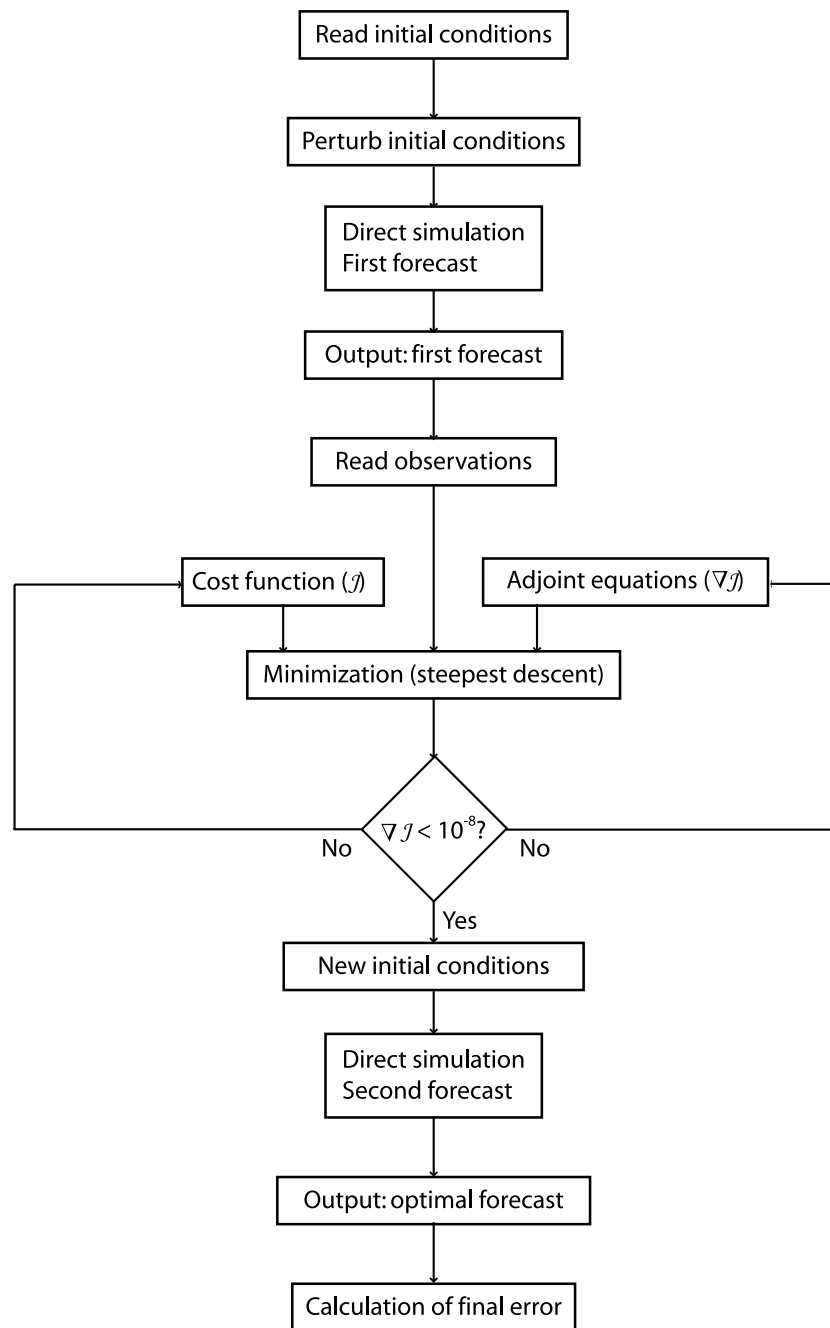 Read initial conditions
Perturb initial conditions
Direct simulation
First forecast
Output: first forecast
Read observations
Cost function (𝒥)
Adjoint equations (∇𝒥)
Minimization (steepest descent)
∇ 𝒥 < 10⁻⁸?
No
No
Yes
New initial conditions
Direct simulation
Second forecast
Output: optimal forecast
Calculation of final error